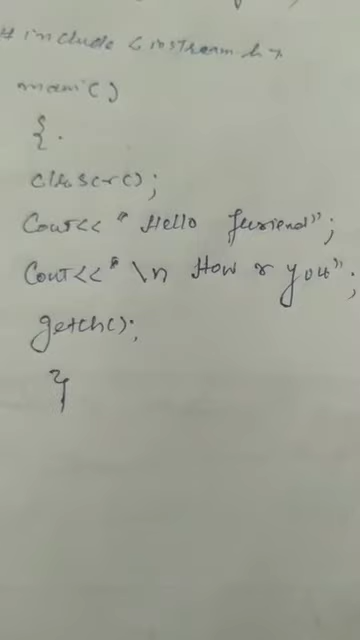 # include <iostream.h>
main()
{.
clrscr();
Cout<< " Hello friend";
Cout<<" \n How r you";
getch();
}